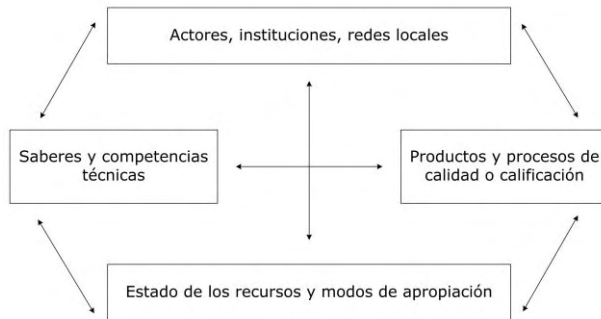 Actores, instituciones, redes locales
Saberes y competencias
técnicas
Productos y procesos de
calidad o calificación
Estado de los recursos y modos de apropiación